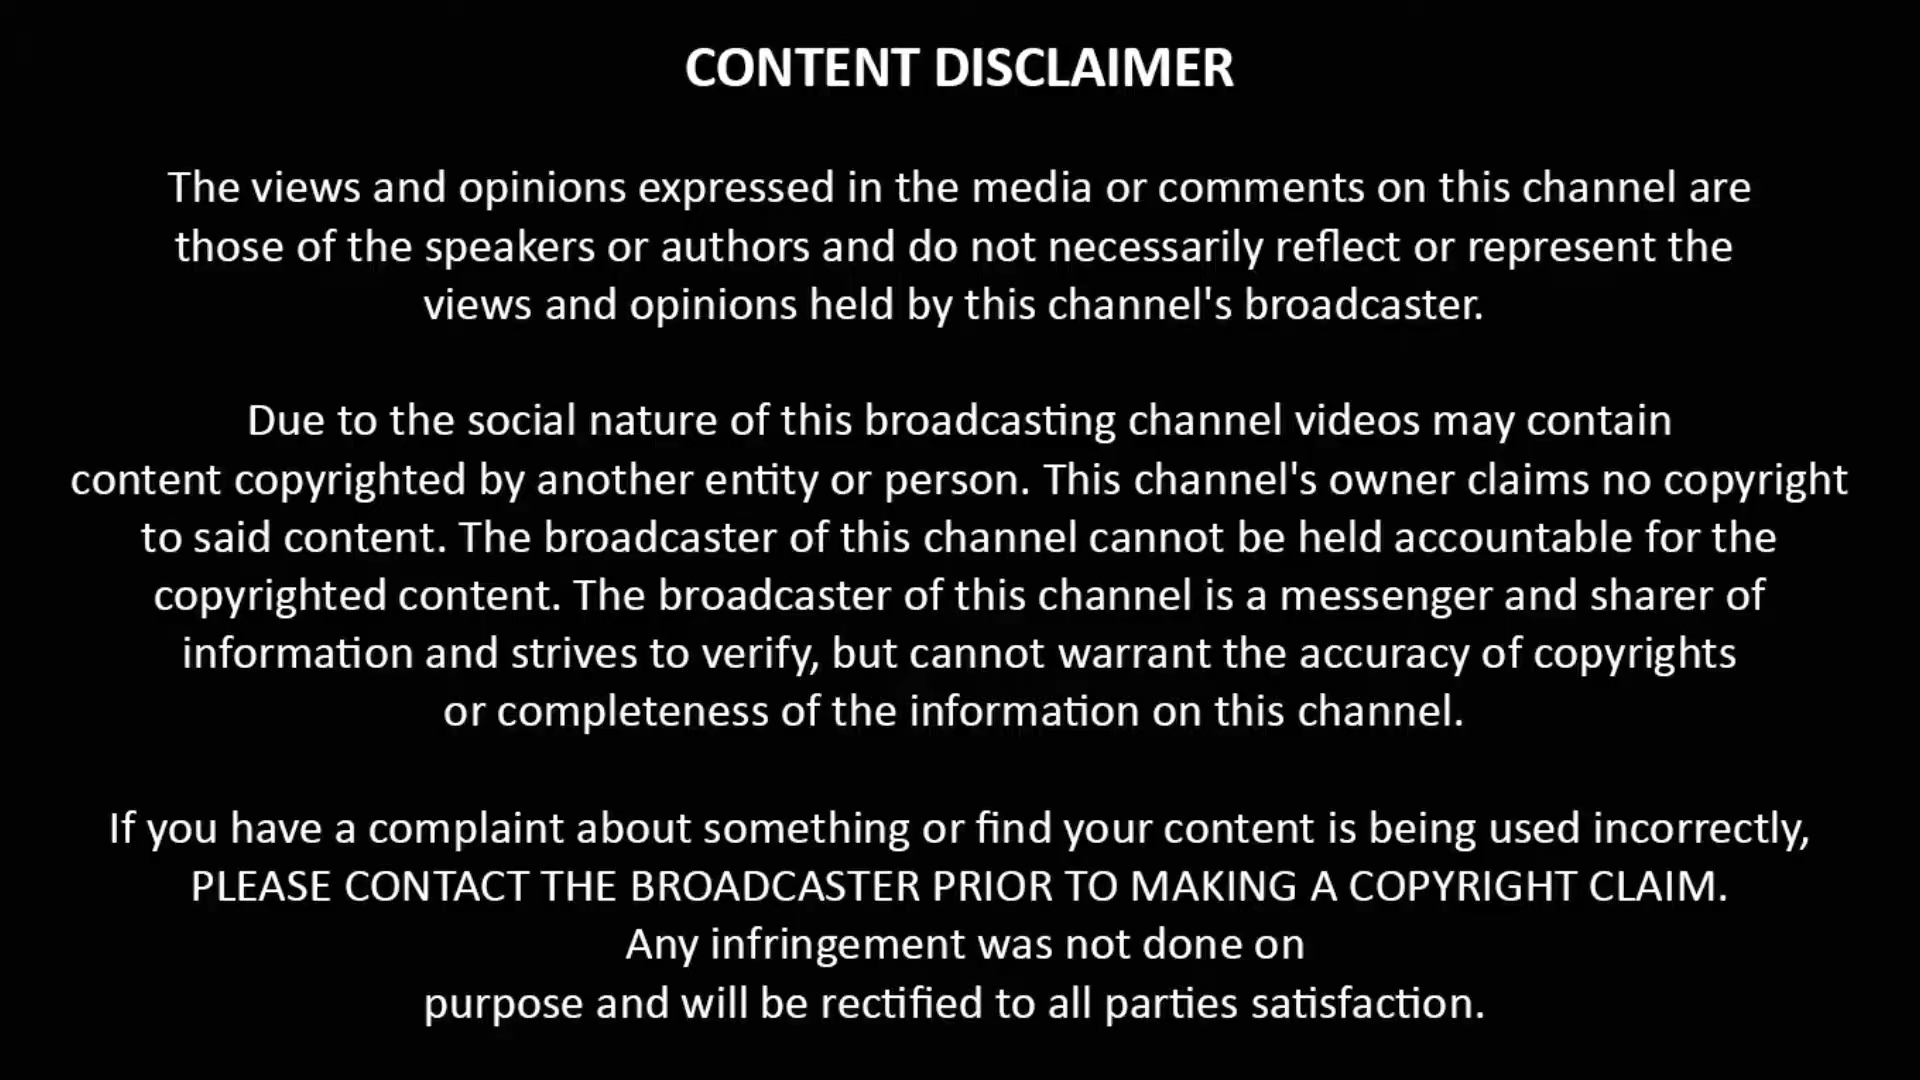 CONTENT DISCLAIMER
The views and opinions expressed in the media or comments on this channel are
those of the speakers or authors and do not necessarily reflect or represent the
views and opinions held by this channel's broadcaster.
Due to the social nature of this broadcasting channel videos may contain
content copyrighted by another entity or person. This channel's owner claims no copyright
to said content. The broadcaster of this channel cannot be held accountable for the
copyrighted content. The broadcaster of this channel is a messenger and sharer of
information and strives to verify, but cannot warrant the accuracy of copyrights
or completeness of the information on this channel.
If you have a complaint about something or find your content is being used incorrectly,
PLEASE CONTACT THE BROADCASTER PRIOR TO MAKING A COPYRIGHT CLAIM.
Any infringement was not done on
purpose and will be rectified to all parties satisfaction.